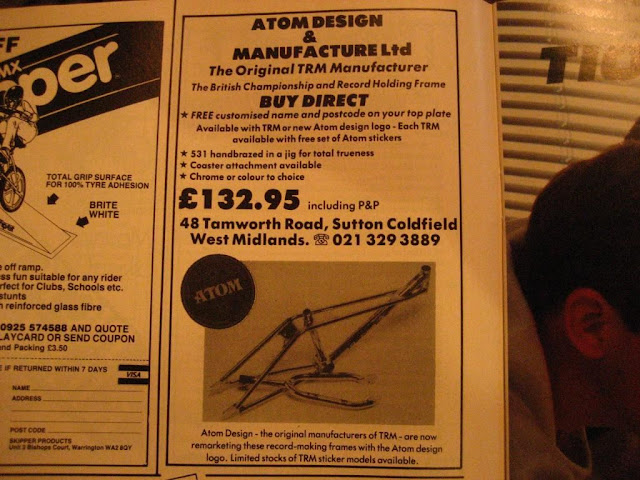 FF
MX
pper
TOTAL GRIP SURFACE
FOR 100% TYRE ADHESION
BRITE
WHITE
e off ramp.
ess fun suitable for any rider
erfect for Clubs, Schools etc.
stunts
n reinforced glass fibre
0925 574588 AND QUOTE
LAYCARD OR SEND COUPON
and Packing £3.50
E IF RETURNED WITHIN 7 DAYS
VISA
NAME
ADDRESS
POST CODE
SKIPPER PRODUCTS
Unit 3 Bishops Court, Warrington WA2 8QY
ATOM DESIGN
&
MANUFACTURE Ltd
The Original TRM Manufacturer
The British Championship and Record Holding Frame
BUY DIRECT
★ FREE customised name and postcode on your top plate
Available with TRM or new Atom design logo - Each TRM
available with free set of Atom stickers
★ 531 handbrazed in a jig for total trueness
★ Coaster attachment available
★ Chrome or colour to choice
£132.95 including P&P
48 Tamworth Road, Sutton Coldfield
West Midlands. ☎ 021 329 3889
ATOM
Atom Design - the original manufacturers of TRM - are now
remarketing these record-making frames with the Atom design
logo. Limited stocks of TRM sticker models available.